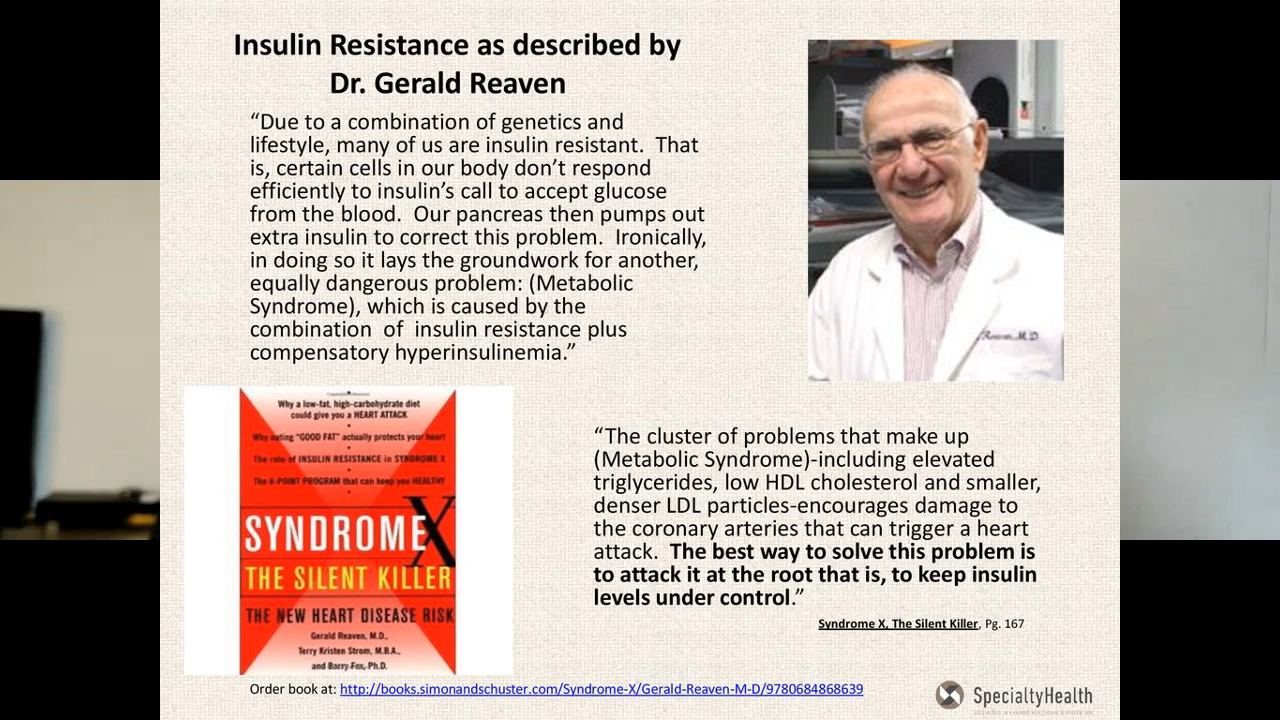 Insulin Resistance as described by
Dr. Gerald Reaven
“Due to a combination of genetics and
lifestyle, many of us are insulin resistant.  That
is, certain cells in our body don’t respond
efficiently to insulin’s call to accept glucose
from the blood.  Our pancreas then pumps out
extra insulin to correct this problem.  Ironically,
in doing so it lays the groundwork for another,
equally dangerous problem: (Metabolic
Syndrome), which is caused by the
combination  of  insulin resistance plus
compensatory hyperinsulinemia.”
Reaven, M.D
Why a low-fat, high-carbohydrate diet
could give you a HEART ATTACK
Why eating "GOOD FAT" actually protects your heart
The role of INSULIN RESISTANCE in SYNDROME X
The 6-POINT PROGRAM that can keep you HEALTHY
SYNDROME X
THE SILENT KILLER
THE NEW HEART DISEASE RISK
Gerald Reaven, M.D.,
Terry Kristen Strom, M.B.A.,
and Barry Fox, Ph.D.
“The cluster of problems that make up
(Metabolic Syndrome)-including elevated
triglycerides, low HDL cholesterol and smaller,
denser LDL particles-encourages damage to
the coronary arteries that can trigger a heart
attack.  The best way to solve this problem is
to attack it at the root that is, to keep insulin
levels under control.”
Syndrome X, The Silent Killer, Pg. 167
Order book at: http://books.simonandschuster.com/Syndrome-X/Gerald-Reaven-M-D/9780684868639
SpecialtyHealth